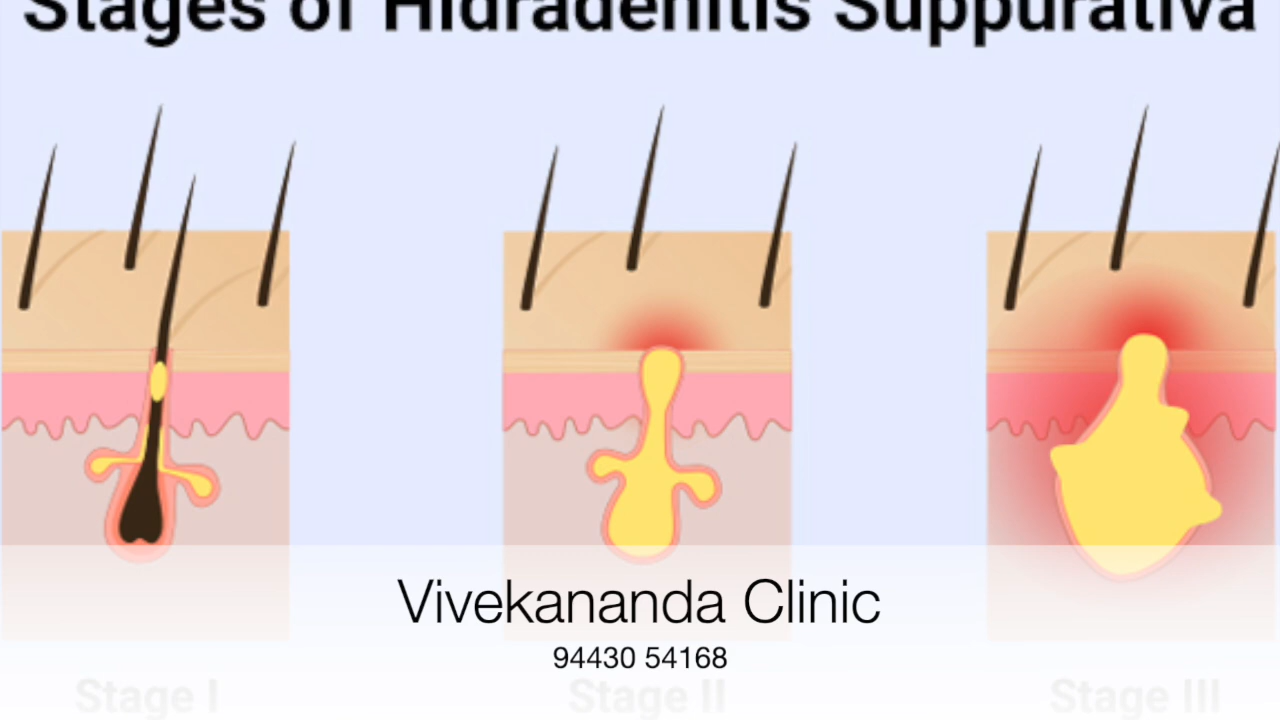 Stages of Hidradenitis Suppurativa
Vivekananda Clinic
94430 54168
Stage I Stage II Stage III